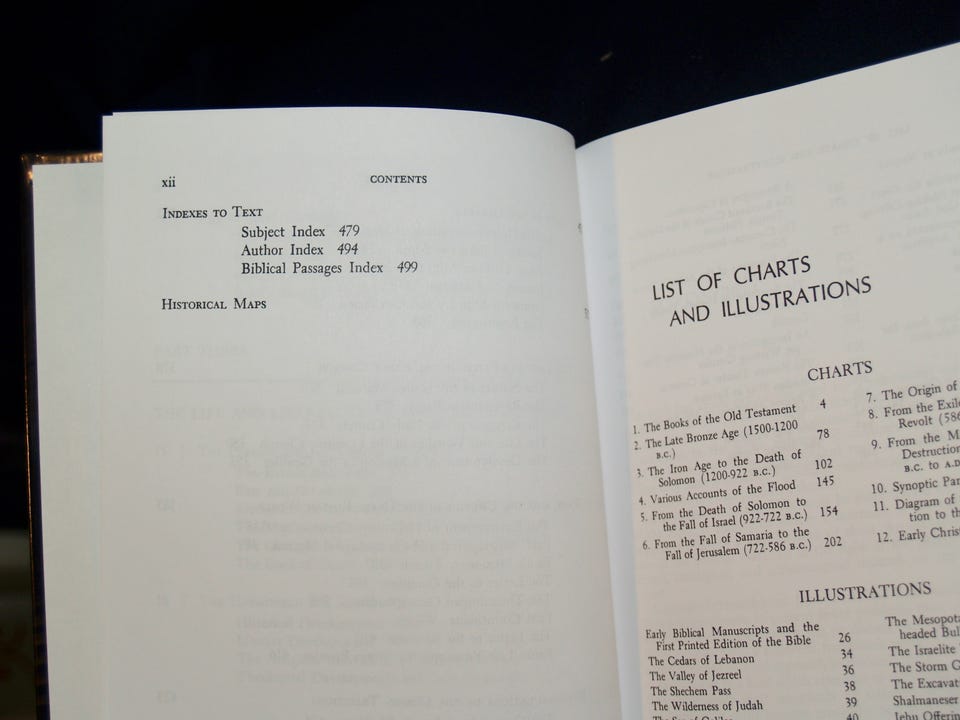 xii CONTENTS
Indexes to Text
Subject Index 479
Author Index 494
Biblical Passages Index 499
Historical Maps
LIST OF CHARTS
AND ILLUSTRATIONS
CHARTS
1. The Books of the Old Testament 4
2. The Late Bronze Age (1500-1200
B.C.) 78
3. The Iron Age to the Death of
Solomon (1200-922 B.C.) 102
4. Various Accounts of the Flood 145
5. From the Death of Solomon to
the Fall of Israel (922-722 B.C.) 154
6. From the Fall of Samaria to the
Fall of Jerusalem (722-586 B.C.) 202
7. The Origin of
8. From the Exile
Revolt (586
9. From the
Destruction
B.C. to A.D.
10. Synoptic
11. Diagram of
tion to the
12. Early
ILLUSTRATIONS
Early Biblical Manuscripts and the
First Printed Edition of the Bible 26
The Cedars of Lebanon 34
The Valley of Jezreel 36
The Shechem Pass 38
The Wilderness of Judah 39
40
The
headed
The Israelite
The Storm
The
Shalmaneser
Jehu